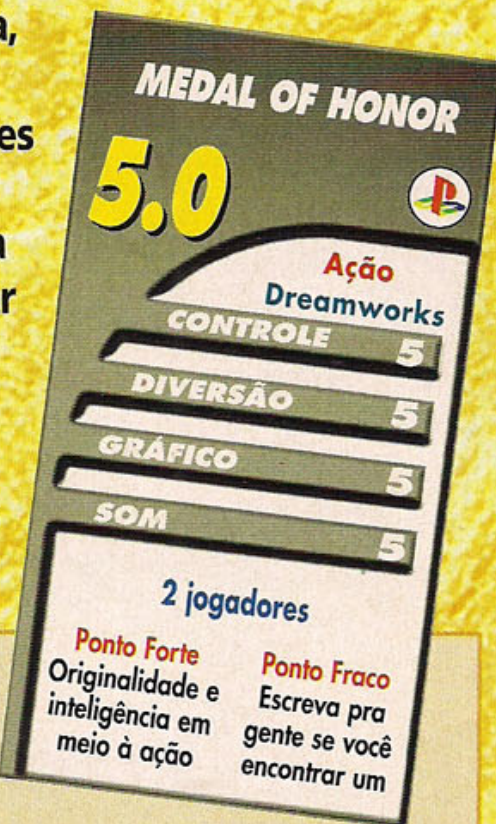 a,
es
a
r
MEDAL OF HONOR
5.0
Ação
Dreamworks
CONTROLE 5
DIVERSÃO 5
GRÁFICO 5
SOM 5
2 jogadores
Ponto Forte
Originalidade e
inteligência em
meio à ação
Ponto Fraco
Escreva pra
gente se você
encontrar um